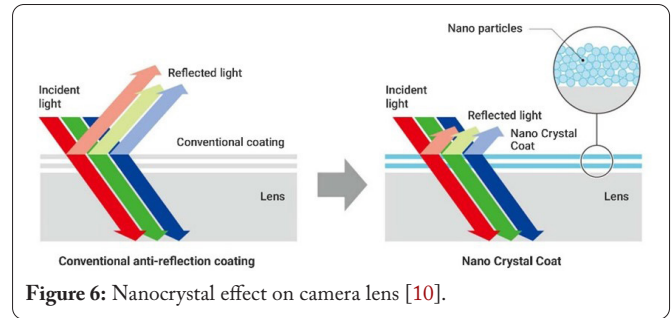 Incident
light
Reflected light
Conventional coating
Lens
Conventional anti-reflection coating
Nano particles
Incident
light
Reflected light
Nano Crystal
Coat
Lens
Nano Crystal Coat
Figure 6: Nanocrystal effect on camera lens [10].